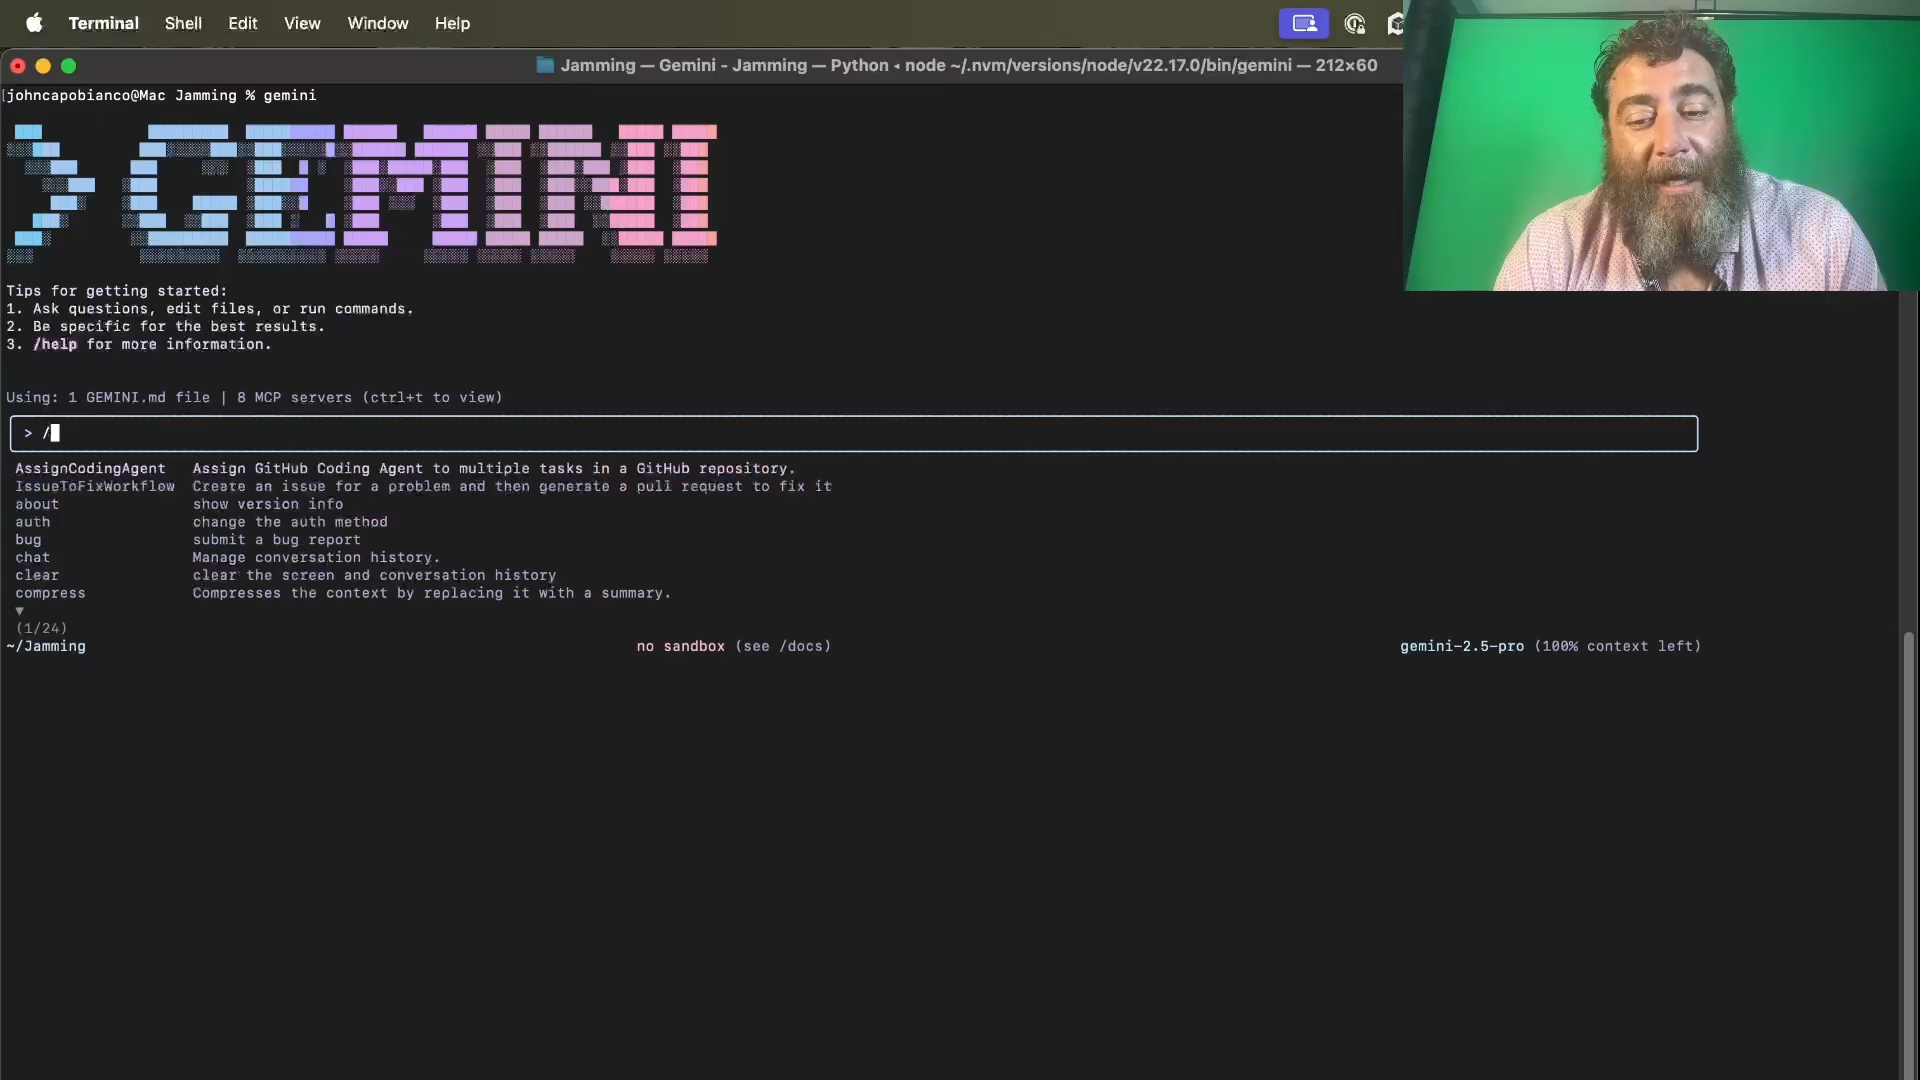 Terminal Shell Edit View Window Help
Jamming — Gemini - Jamming — Python ◂ node ~/.nvm/versions/node/v22.17.0/bin/gemini — 212×60
johncapobianco@Mac Jamming % gemini
> GEMINI
Tips for getting started:
1. Ask questions, edit files, or run commands.
2. Be specific for the best results.
3. /help for more information.
Using: 1 GEMINI.md file | 8 MCP servers (ctrl+t to view)
> /
AssignCodingAgent Assign GitHub Coding Agent to multiple tasks in a GitHub repository.
IssueToFixWorkflow Create an issue for a problem and then generate a pull request to fix it
about show version info
auth change the auth method
bug submit a bug report
chat Manage conversation history.
clear clear the screen and conversation history
compress Compresses the context by replacing it with a summary.
▼
(1/24)
~/Jamming no sandbox (see /docs) gemini-2.5-pro (100% context left)